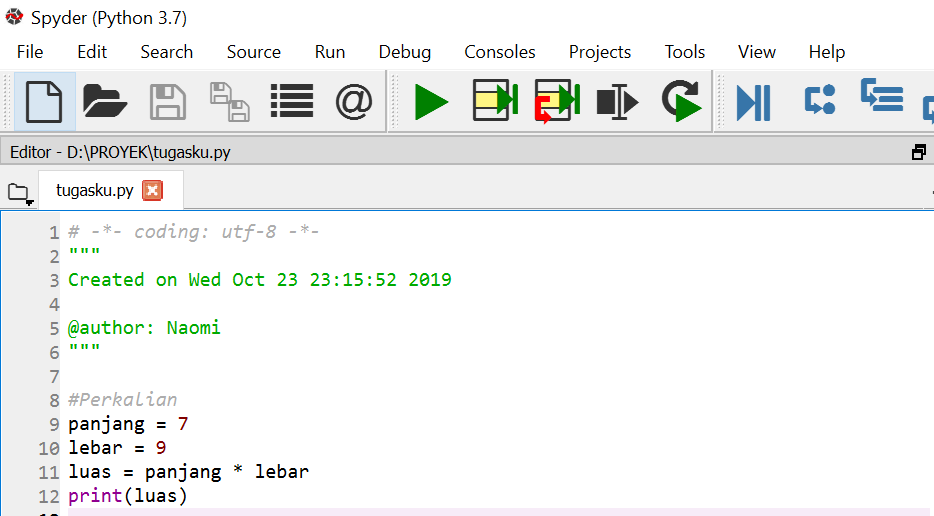 Spyder (Python 3.7)
File Edit Search Source Run Debug Consoles Projects Tools View Help
@
Editor - D:\PROYEK\tugasku.py
tugasku.py
1 # -*- coding: utf-8 -*-
2 """
3 Created on Wed Oct 23 23:15:52 2019
4
5 @author: Naomi
6 """
7
8 #Perkalian
9 panjang = 7
10 lebar = 9
11 luas = panjang * lebar
12 print(luas)